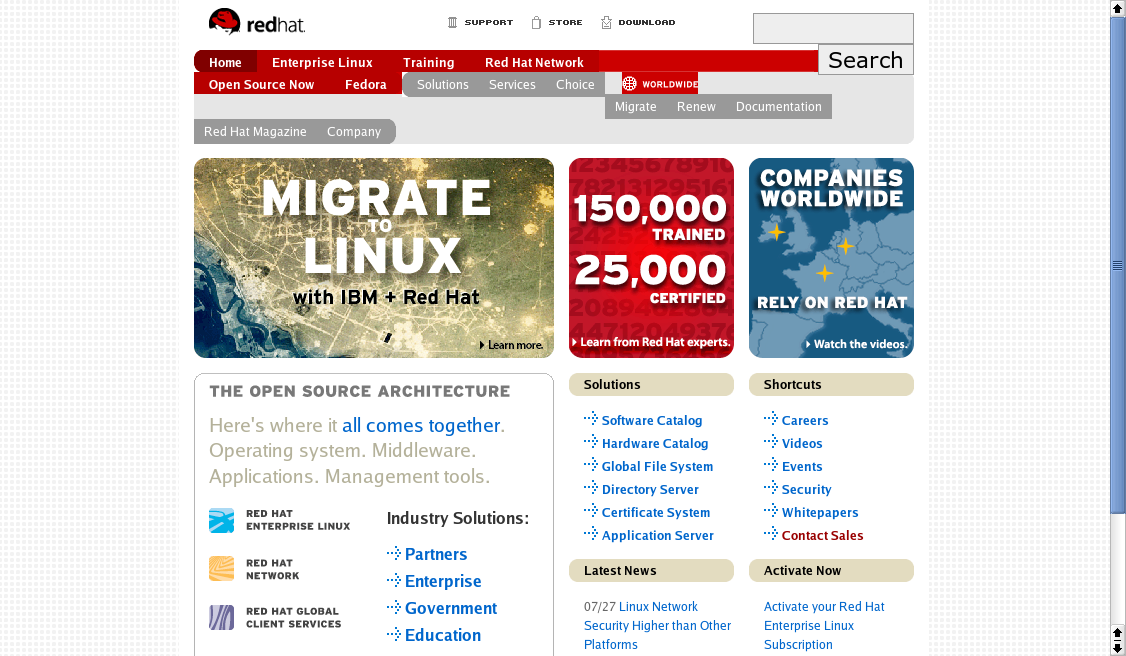 redhat.
SUPPORT STORE DOWNLOAD
Search
Home Enterprise Linux Training Red Hat Network
Open Source Now Fedora Solutions Services Choice WORLDWIDE
Migrate Renew Documentation
Red Hat Magazine Company
MIGRATE
TO
LINUX
with IBM + Red Hat
Learn more.
150,000
TRAINED
25,000
CERTIFIED
Learn from Red Hat experts.
COMPANIES
WORLDWIDE
RELY ON RED HAT
Watch the videos.
THE OPEN SOURCE ARCHITECTURE
Here's where it all comes together.
Operating system. Middleware.
Applications. Management tools.
RED HAT
ENTERPRISE LINUX
RED HAT
NETWORK
RED HAT GLOBAL
CLIENT SERVICES
Industry Solutions:
Partners
Enterprise
Government
Education
Solutions
Software Catalog
Hardware Catalog
Global File System
Directory Server
Certificate System
Application Server
Latest News
07/27 Linux Network
Security Higher than Other
Platforms
Shortcuts
Careers
Videos
Events
Security
Whitepapers
Contact Sales
Activate Now
Activate your Red Hat
Enterprise Linux
Subscription